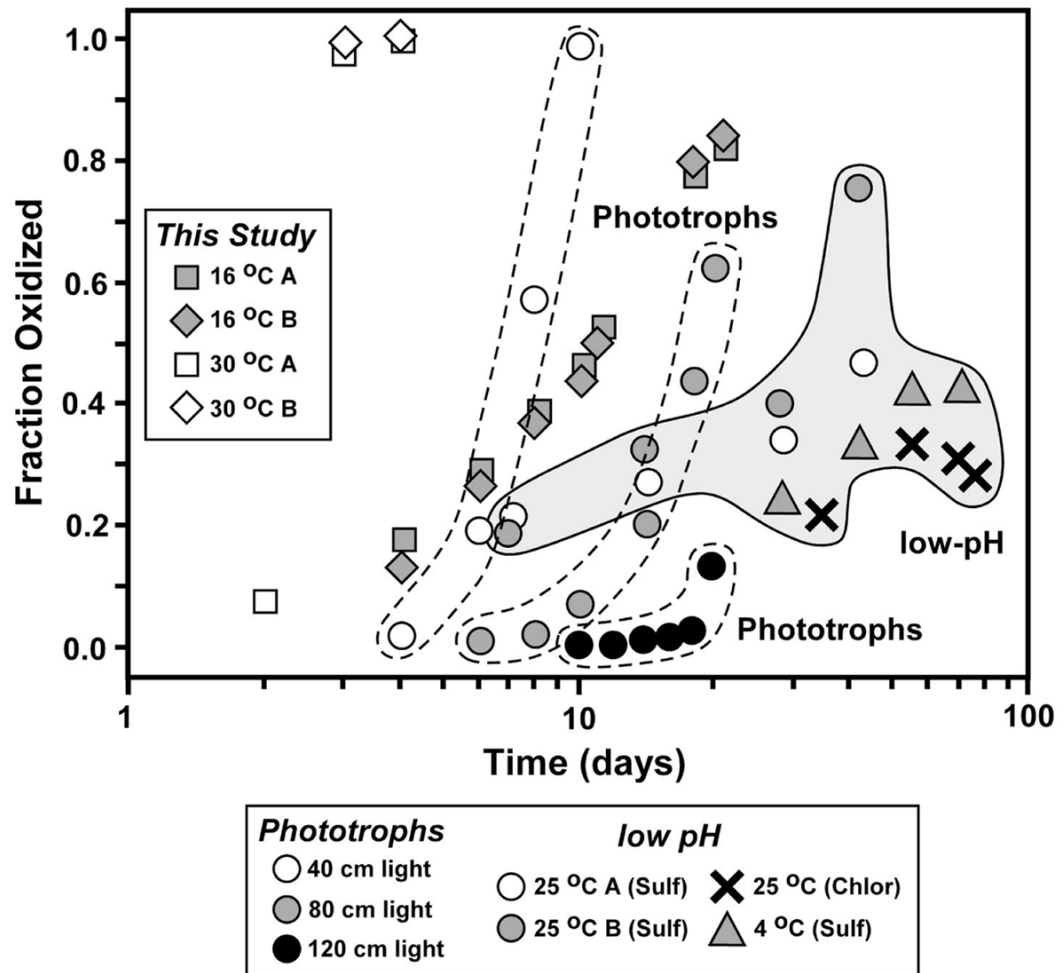 Fraction Oxidized
1.0
0.8
0.6
0.4
0.2
0.0
This Study
16 °C A
16 °C B
30 °C A
30 °C B
Phototrophs
low-pH
Phototrophs
1
10
100
Time (days)
Phototrophs
40 cm light
80 cm light
120 cm light
low pH
25 °C A (Sulf)
25 °C B (Sulf)
25 °C (Chlor)
4 °C (Sulf)